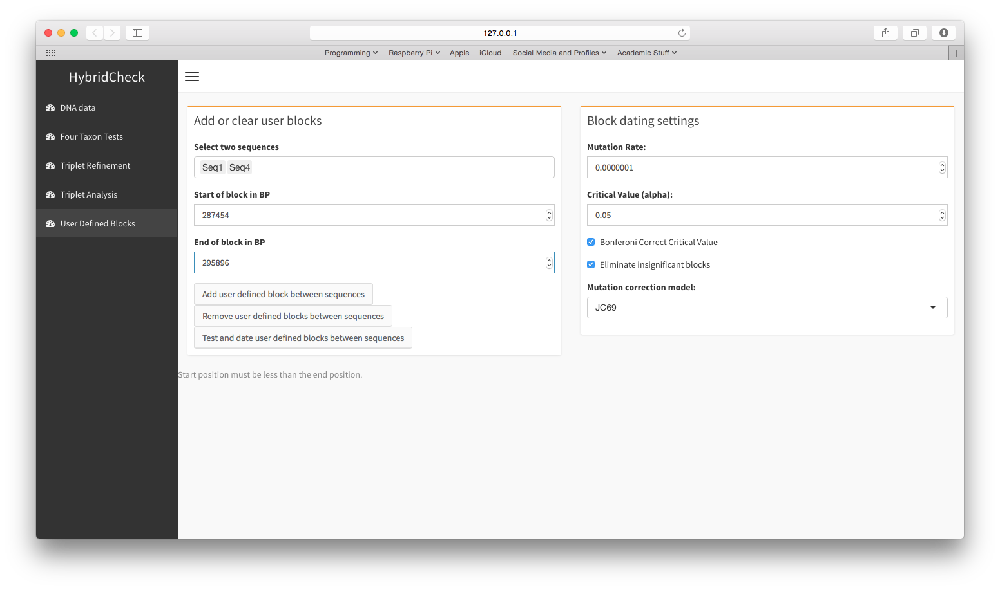 127.0.0.1
Programming Raspberry Pi Apple iCloud Social Media and Profiles Academic Stuff
HybridCheck
DNA data
Four Taxon Tests
Triplet Refinement
Triplet Analysis
User Defined Blocks
Add or clear user blocks
Select two sequences
Seq1 Seq4
Start of block in BP
287454
End of block in BP
295896
Add user defined block between sequences
Remove user defined blocks between sequences
Test and date user defined blocks between sequences
Start position must be less than the end position.
Block dating settings
Mutation Rate:
0.0000001
Critical Value (alpha):
0.05
Bonferoni Correct Critical Value
Eliminate insignificant blocks
Mutation correction model:
JC69